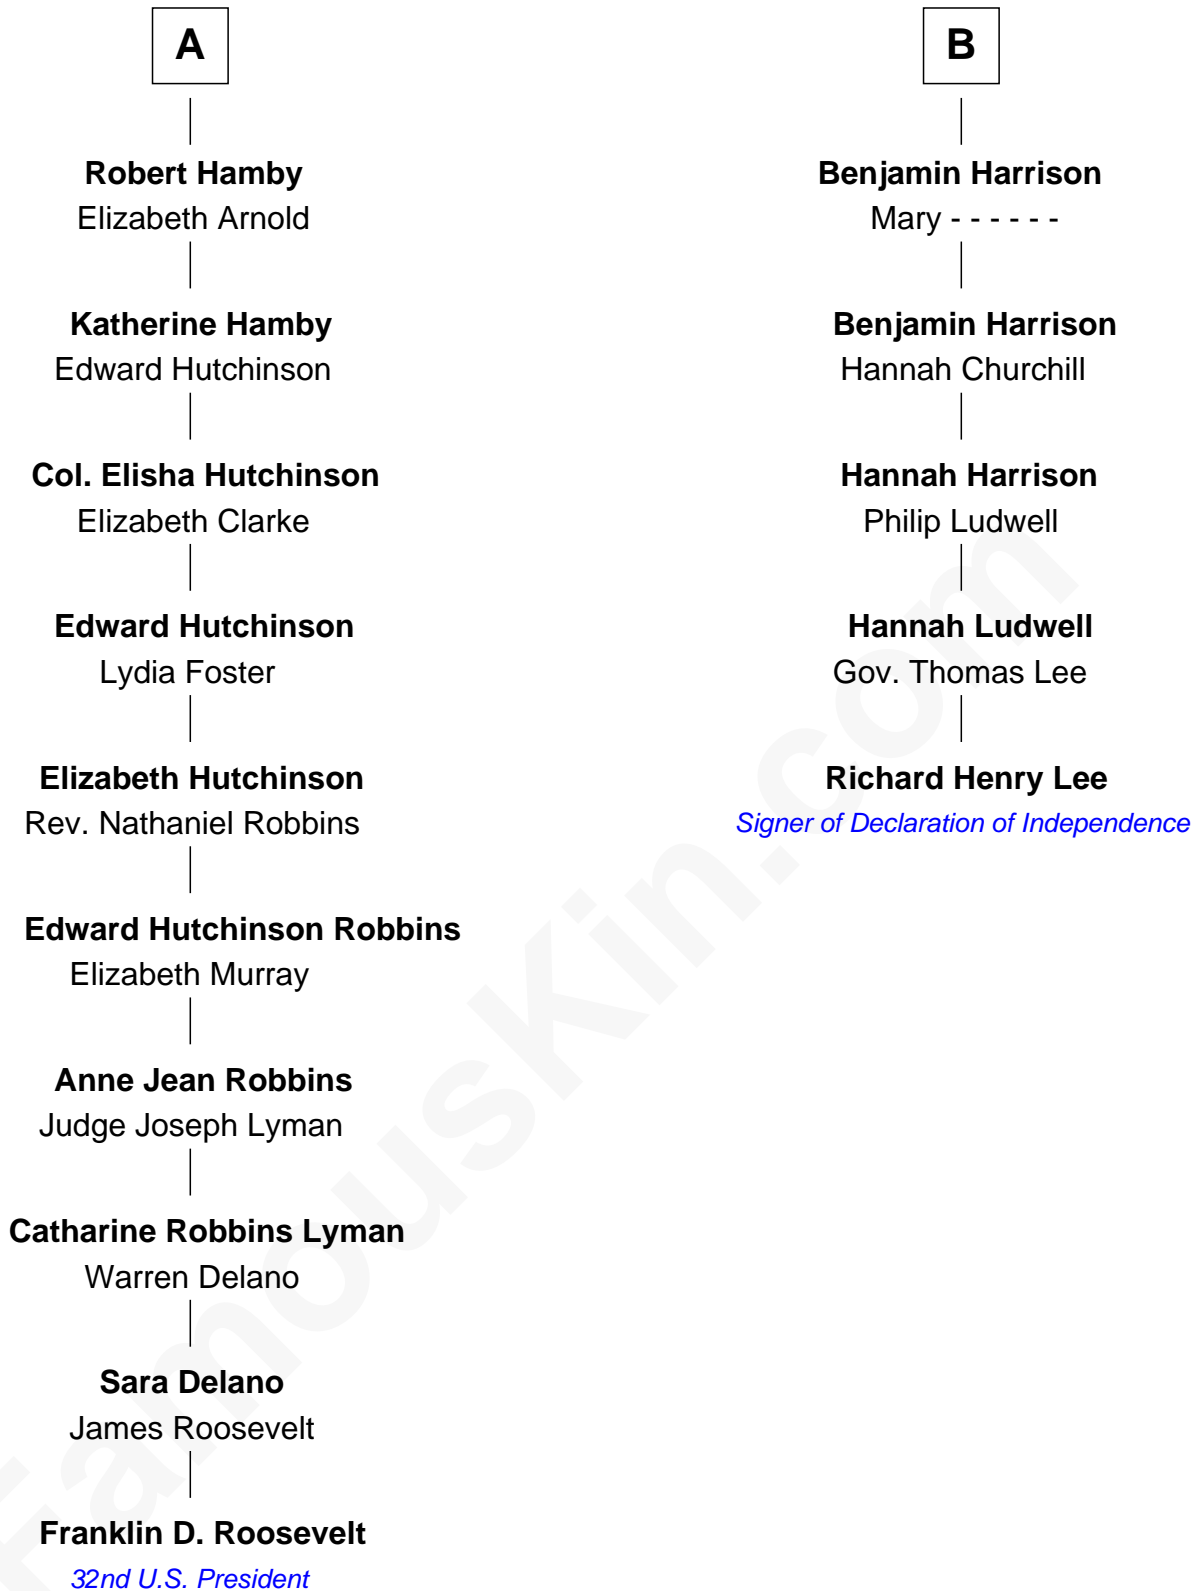 A
Robert Hamby
Elizabeth Arnold
Katherine Hamby
Edward Hutchinson
Col. Elisha Hutchinson
Elizabeth Clarke
Edward Hutchinson
Lydia Foster
Elizabeth Hutchinson
Rev. Nathaniel Robbins
Edward Hutchinson Robbins
Elizabeth Murray
Anne Jean Robbins
Judge Joseph Lyman
Catharine Robbins Lyman
Warren Delano
Sara Delano
James Roosevelt
Franklin D. Roosevelt
32nd U.S. President
B
Benjamin Harrison
Mary - - - - - -
Benjamin Harrison
Hannah Churchill
Hannah Harrison
Philip Ludwell
Hannah Ludwell
Gov. Thomas Lee
Richard Henry Lee
Signer of Declaration of Independence
FamousKin.com